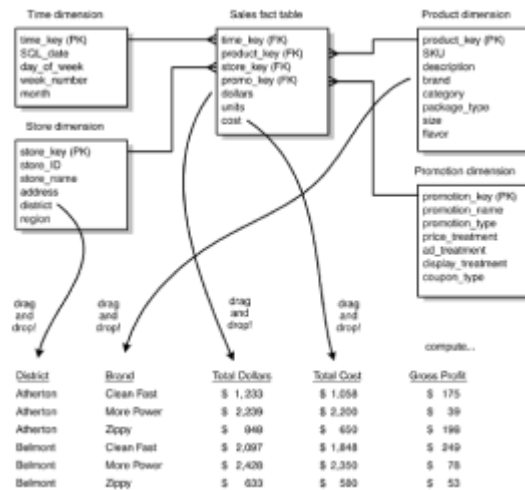 Time dimension
time_key (PK)
SQL_date
day_of_week
week_number
month
Sales fact table
time_key (FK)
product_key (FK)
store_key (FK)
promo_key (FK)
dollars
units
cost
Product dimension
product_key (PK)
SKU
description
brand
category
package_type
size
flavor
Store dimension
store_key (PK)
store_ID
store_name
address
district
region
Promotion dimension
promotion_key (PK)
promotion_name
promotion_type
price_treatment
ad_treatment
display_treatment
coupon_type
drag
and
drop!
drag
and
drop!
drag
and
drop!
drag
and
drop!
compute...
District Brand Total Dollars Total Cost Gross Profit
Atherton Clean Fast $ 1,233 $ 1,058 $ 175
Atherton More Power $ 2,239 $ 2,200 $ 39
Atherton Zippy $ 848 $ 650 $ 198
Belmont Clean Fast $ 2,097 $ 1,848 $ 249
Belmont More Power $ 2,428 $ 2,350 $ 78
Belmont Zippy $ 633 $ 580 $ 53